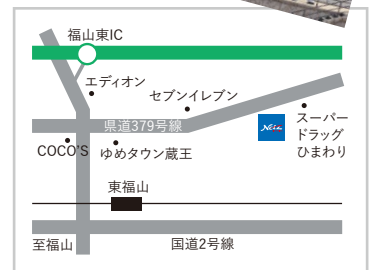 福山東IC
エディオン
セブンイレブン
県道379号線
スーパー
ドラッグ
ひまわり
Netz
COCO'S
ゆめタウン蔵王
東福山
至福山
国道2号線